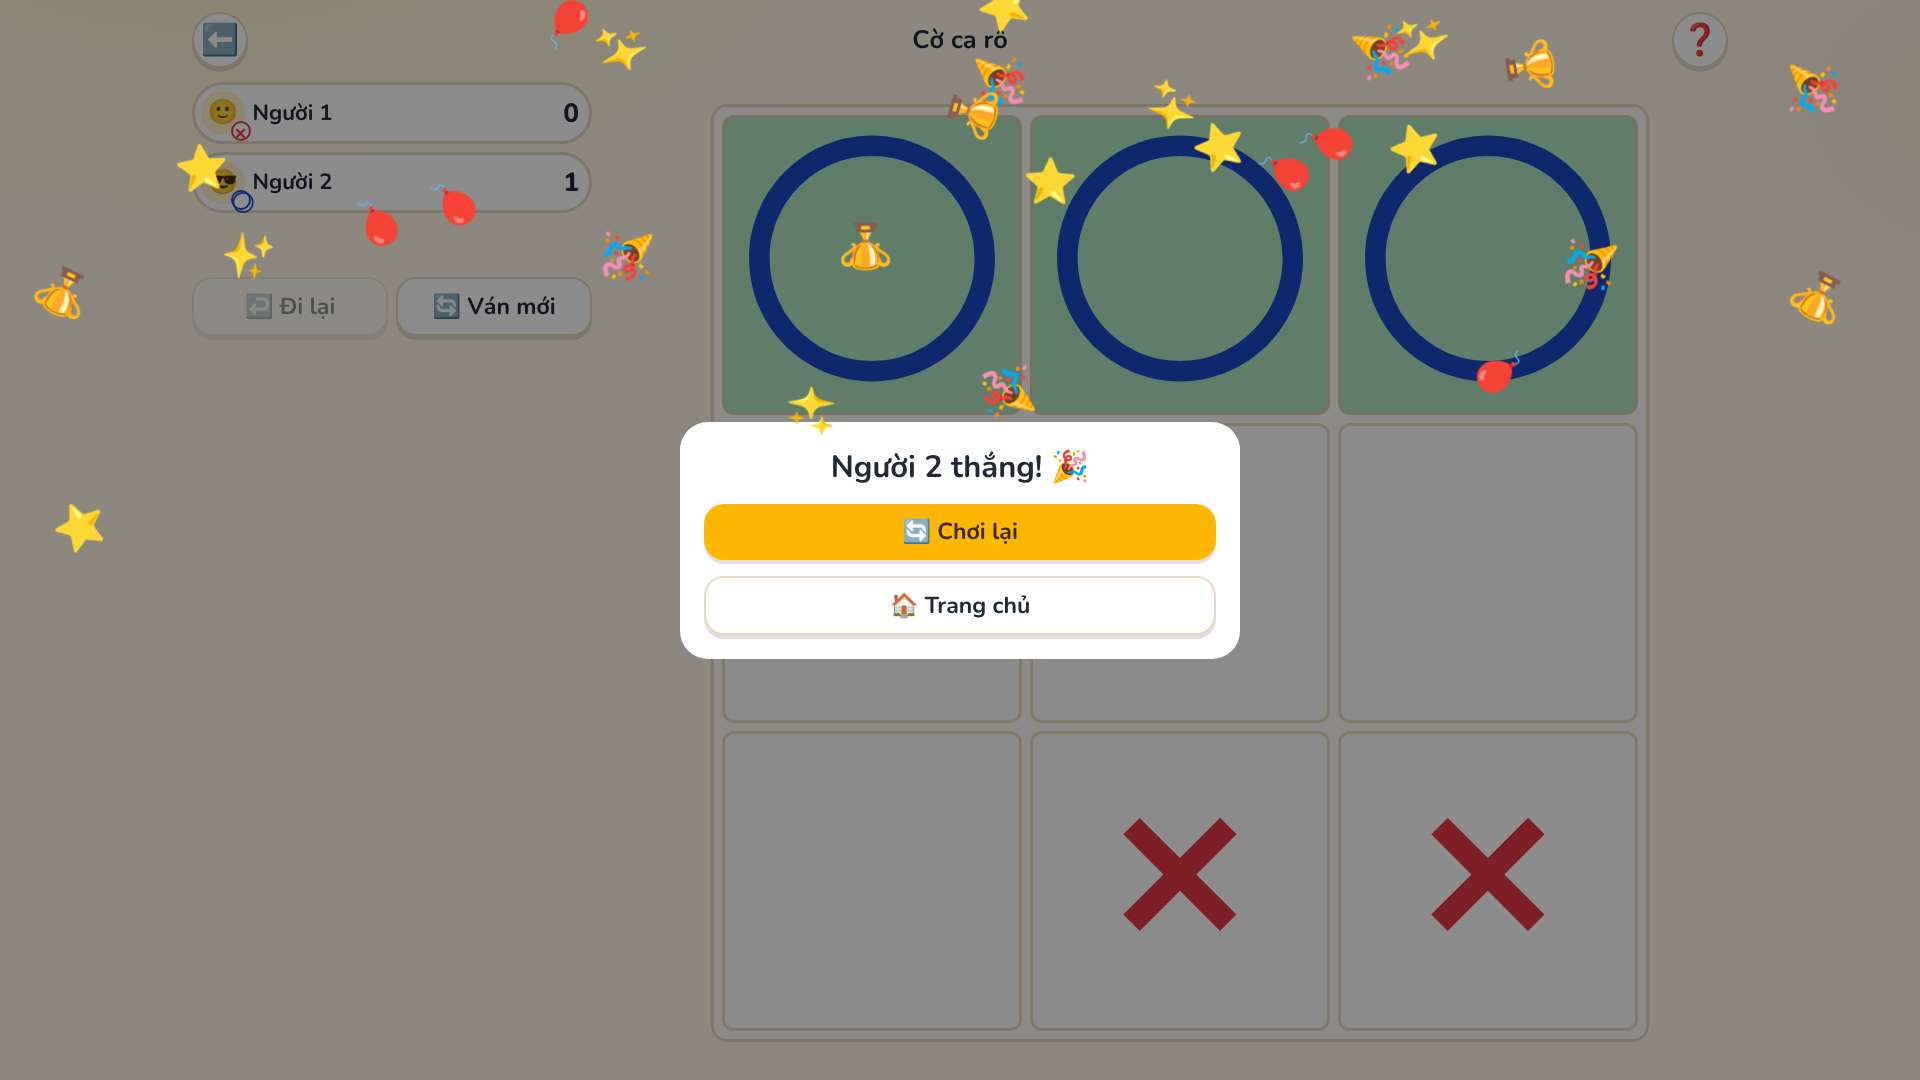 Cờ ca rô
Người 1
0
Người 2
1
Đi lại
Ván mới
Người 2 thắng!
Chơi lại
Trang chủ